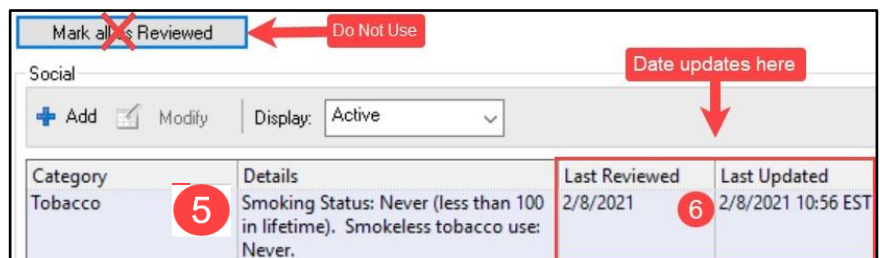 Mark all as Reviewed
Do Not Use
Social
Date updates here
Add Modify Display: Active
Category Details Last Reviewed Last Updated
Tobacco 5 Smoking Status: Never (less than 100 2/8/2021 6 2/8/2021 10:56 EST
in lifetime). Smokeless tobacco use:
Never.